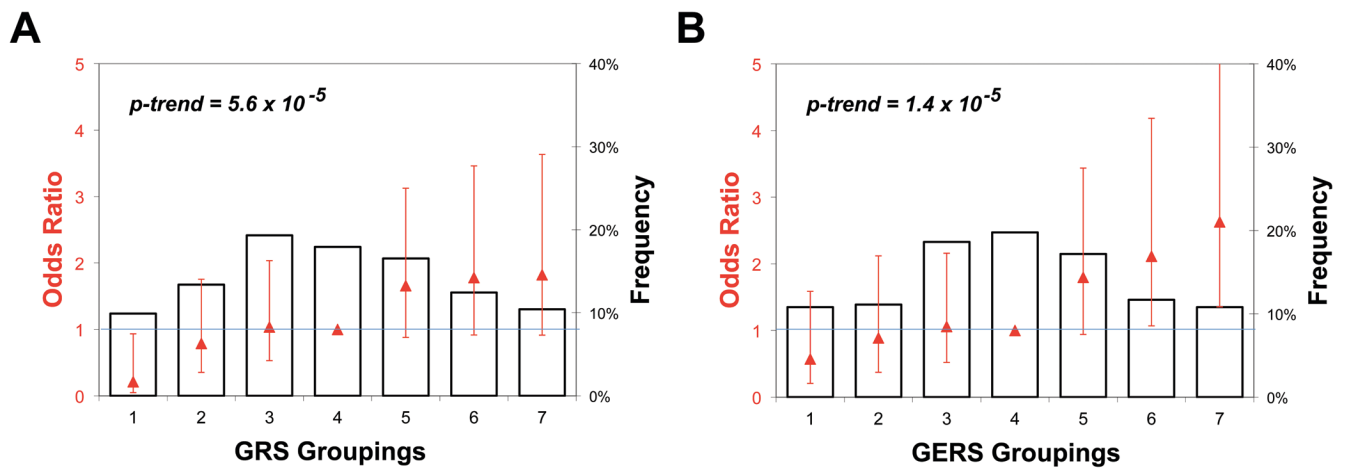 A
p-trend = 5.6 x 10-5
Odds Ratio
5
4
3
2
1
0
40%
30%
20%
10%
0%
Frequency
1 2 3 4 5 6 7
GRS Groupings
B
p-trend = 1.4 x 10-5
Odds Ratio
5
4
3
2
1
0
40%
30%
20%
10%
0%
Frequency
1 2 3 4 5 6 7
GERS Groupings